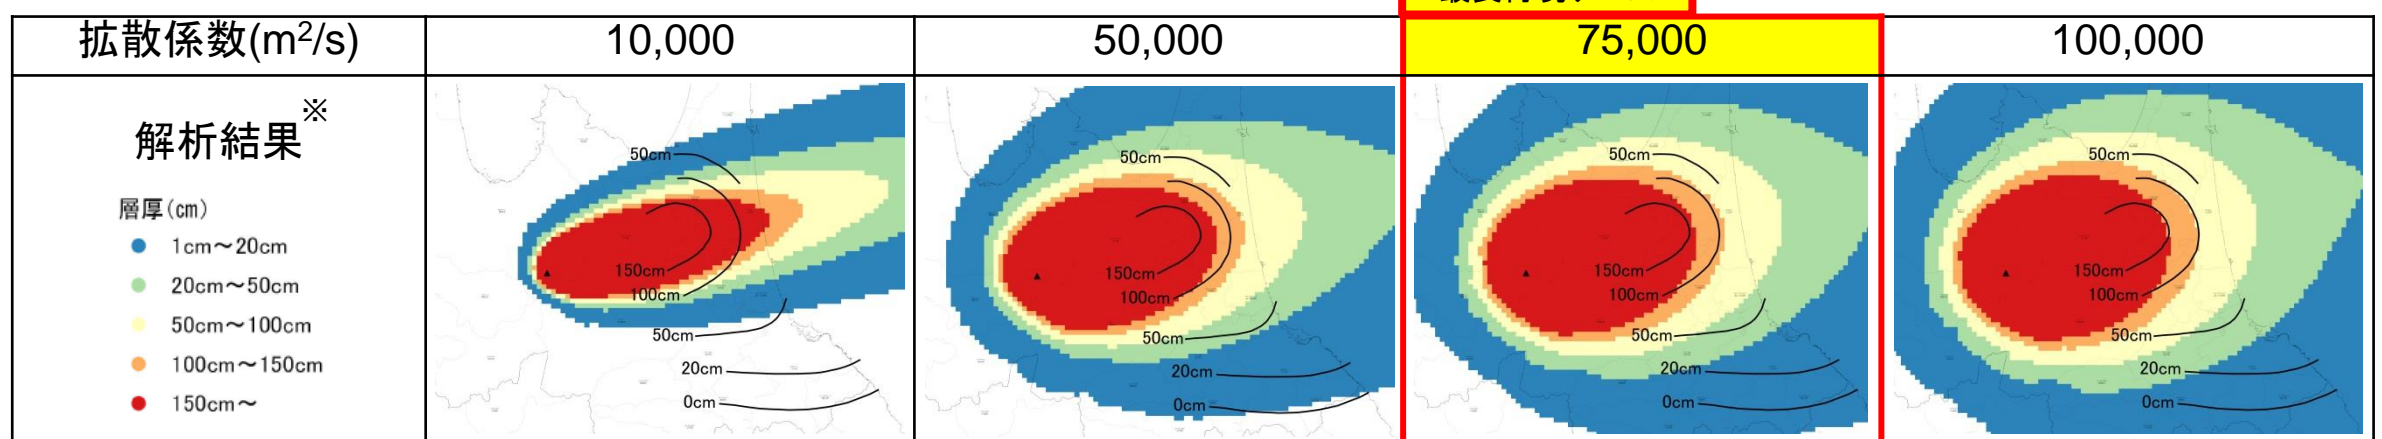 拡散係数(m²/s)
10,000
50,000
75,000
100,000
解析結果※
層厚(cm)
1cm～20cm
20cm～50cm
50cm～100cm
100cm～150cm
150cm～
50cm
150cm
100cm
50cm
20cm
0cm
50cm
150cm
100cm
50cm
20cm
0cm
50cm
150cm
100cm
50cm
20cm
0cm
50cm
150cm
100cm
50cm
20cm
0cm